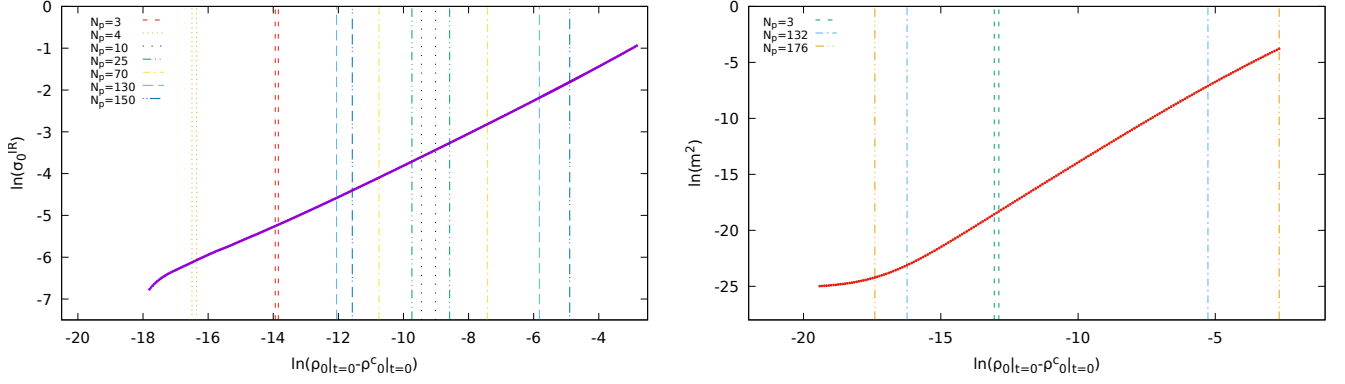 0
-1
-2
-3
-4
-5
-6
-7
ln(σ₀ᴵᴿ)
Nₚ=3
Nₚ=4
Nₚ=10
Nₚ=25
Nₚ=70
Nₚ=130
Nₚ=150
-20 -18 -16 -14 -12 -10 -8 -6 -4
ln(ρ₀|ₜ₌₀-ρᶜ₀|ₜ₌₀)
0
-5
-10
-15
-20
-25
ln(m²)
Nₚ=3
Nₚ=132
Nₚ=176
-20 -15 -10 -5
ln(ρ₀|ₜ₌₀-ρᶜ₀|ₜ₌₀)